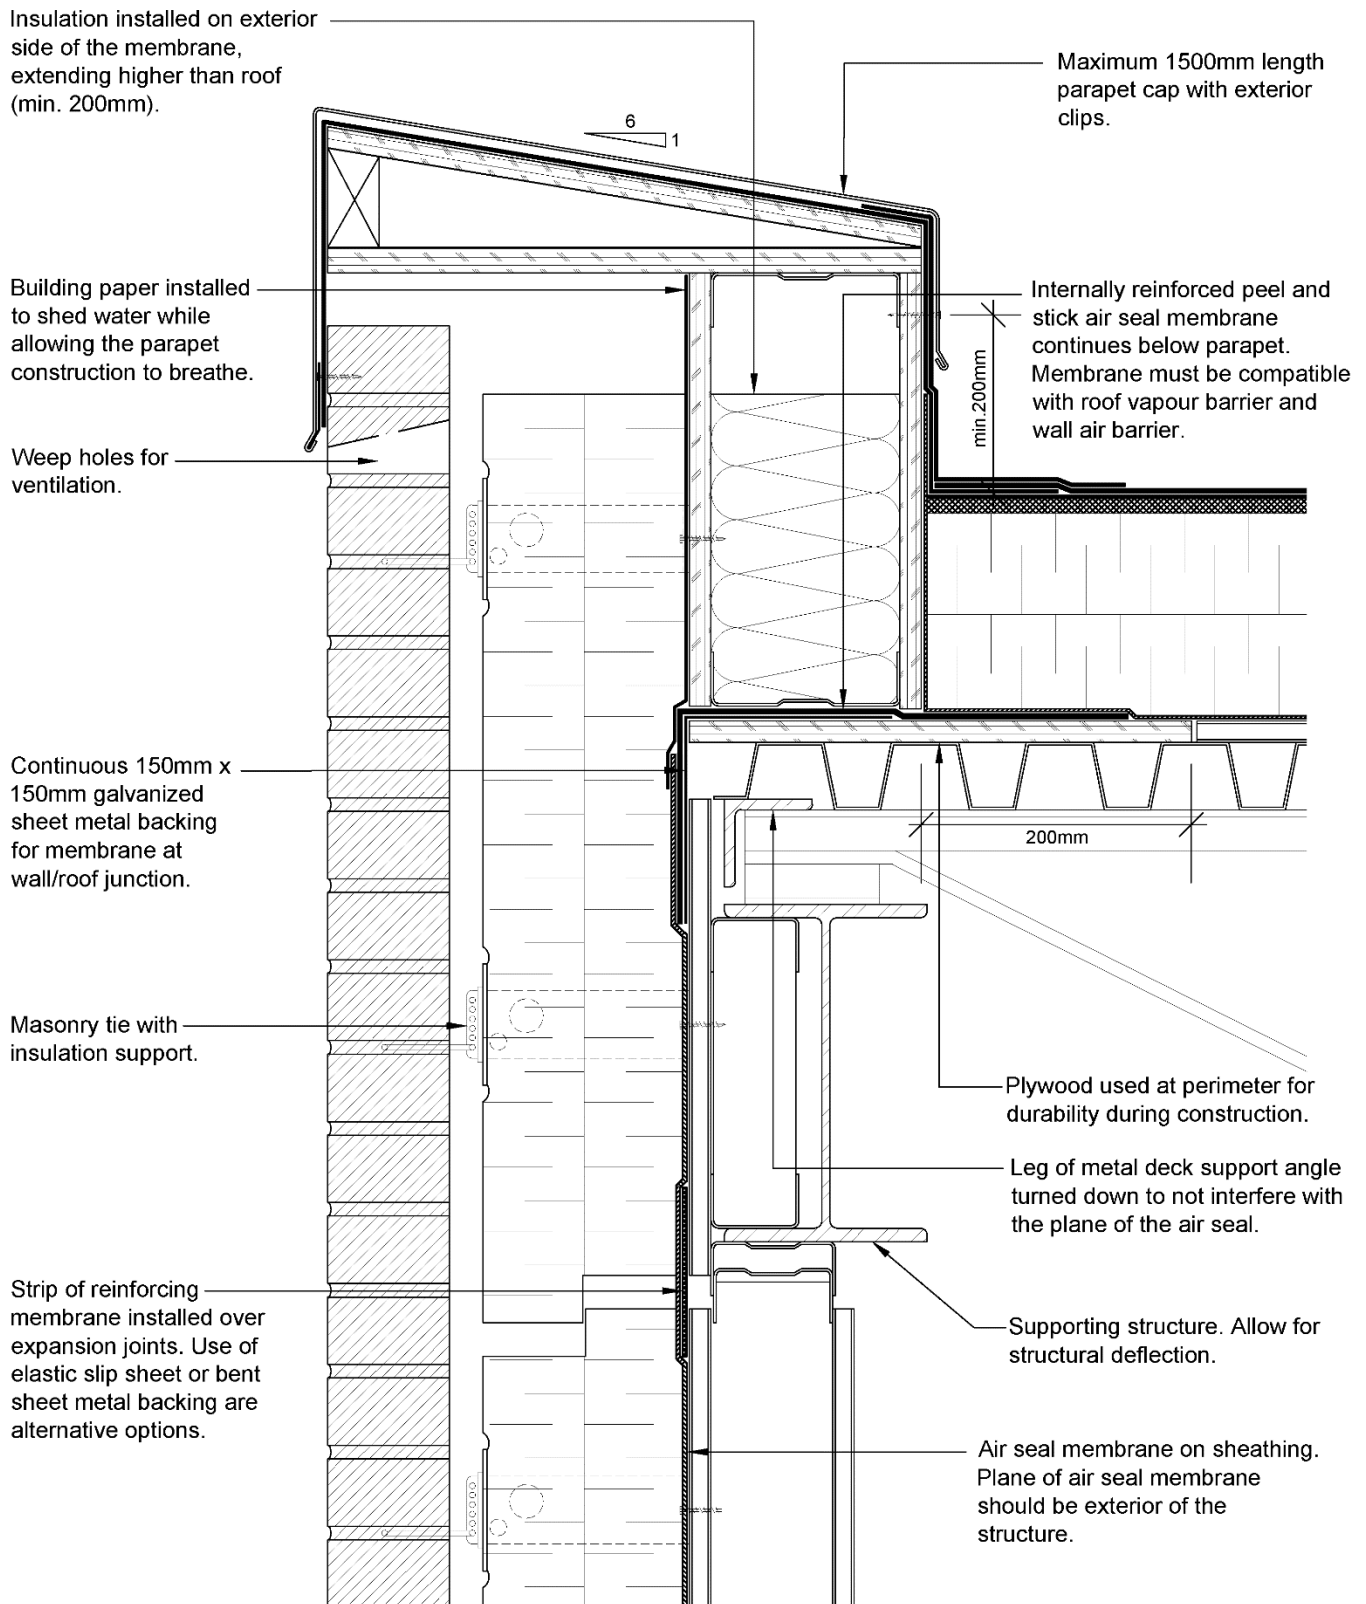 Insulation installed on exterior
side of the membrane,
extending higher than roof
(min. 200mm).
Maximum 1500mm length
parapet cap with exterior
clips.
6
1
Building paper installed
to shed water while
allowing the parapet
construction to breathe.
Internally reinforced peel and
stick air seal membrane
continues below parapet.
Membrane must be compatible
with roof vapour barrier and
wall air barrier.
min.200mm
Weep holes for
ventilation.
Continuous 150mm x
150mm galvanized
sheet metal backing
for membrane at
wall/roof junction.
200mm
Masonry tie with
insulation support.
Plywood used at perimeter for
durability during construction.
Leg of metal deck support angle
turned down to not interfere with
the plane of the air seal.
Strip of reinforcing
membrane installed over
expansion joints. Use of
elastic slip sheet or bent
sheet metal backing are
alternative options.
Supporting structure. Allow for
structural deflection.
Air seal membrane on sheathing.
Plane of air seal membrane
should be exterior of the
structure.